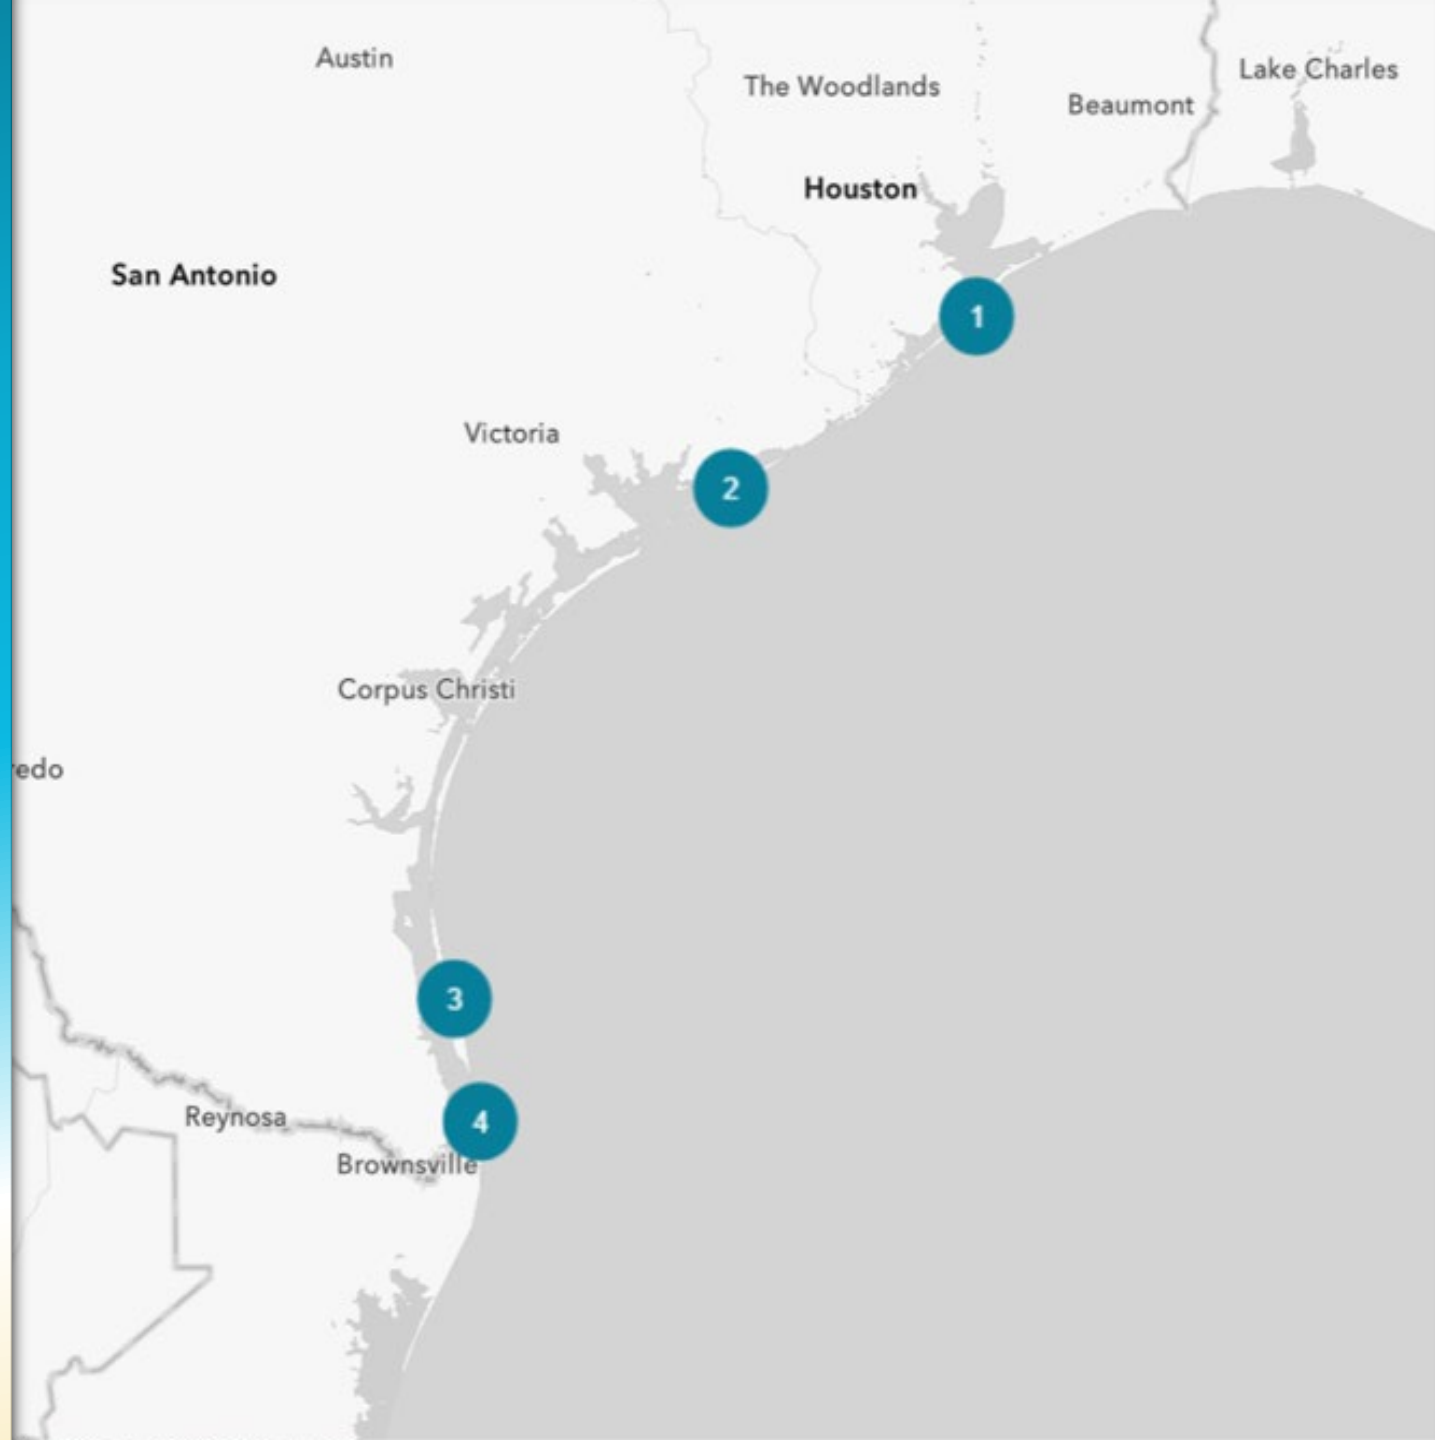 Austin
The Woodlands
Lake Charles
Beaumont
Houston
San Antonio
1
Victoria
2
Corpus Christi
edo
3
Reynosa
4
Brownsville